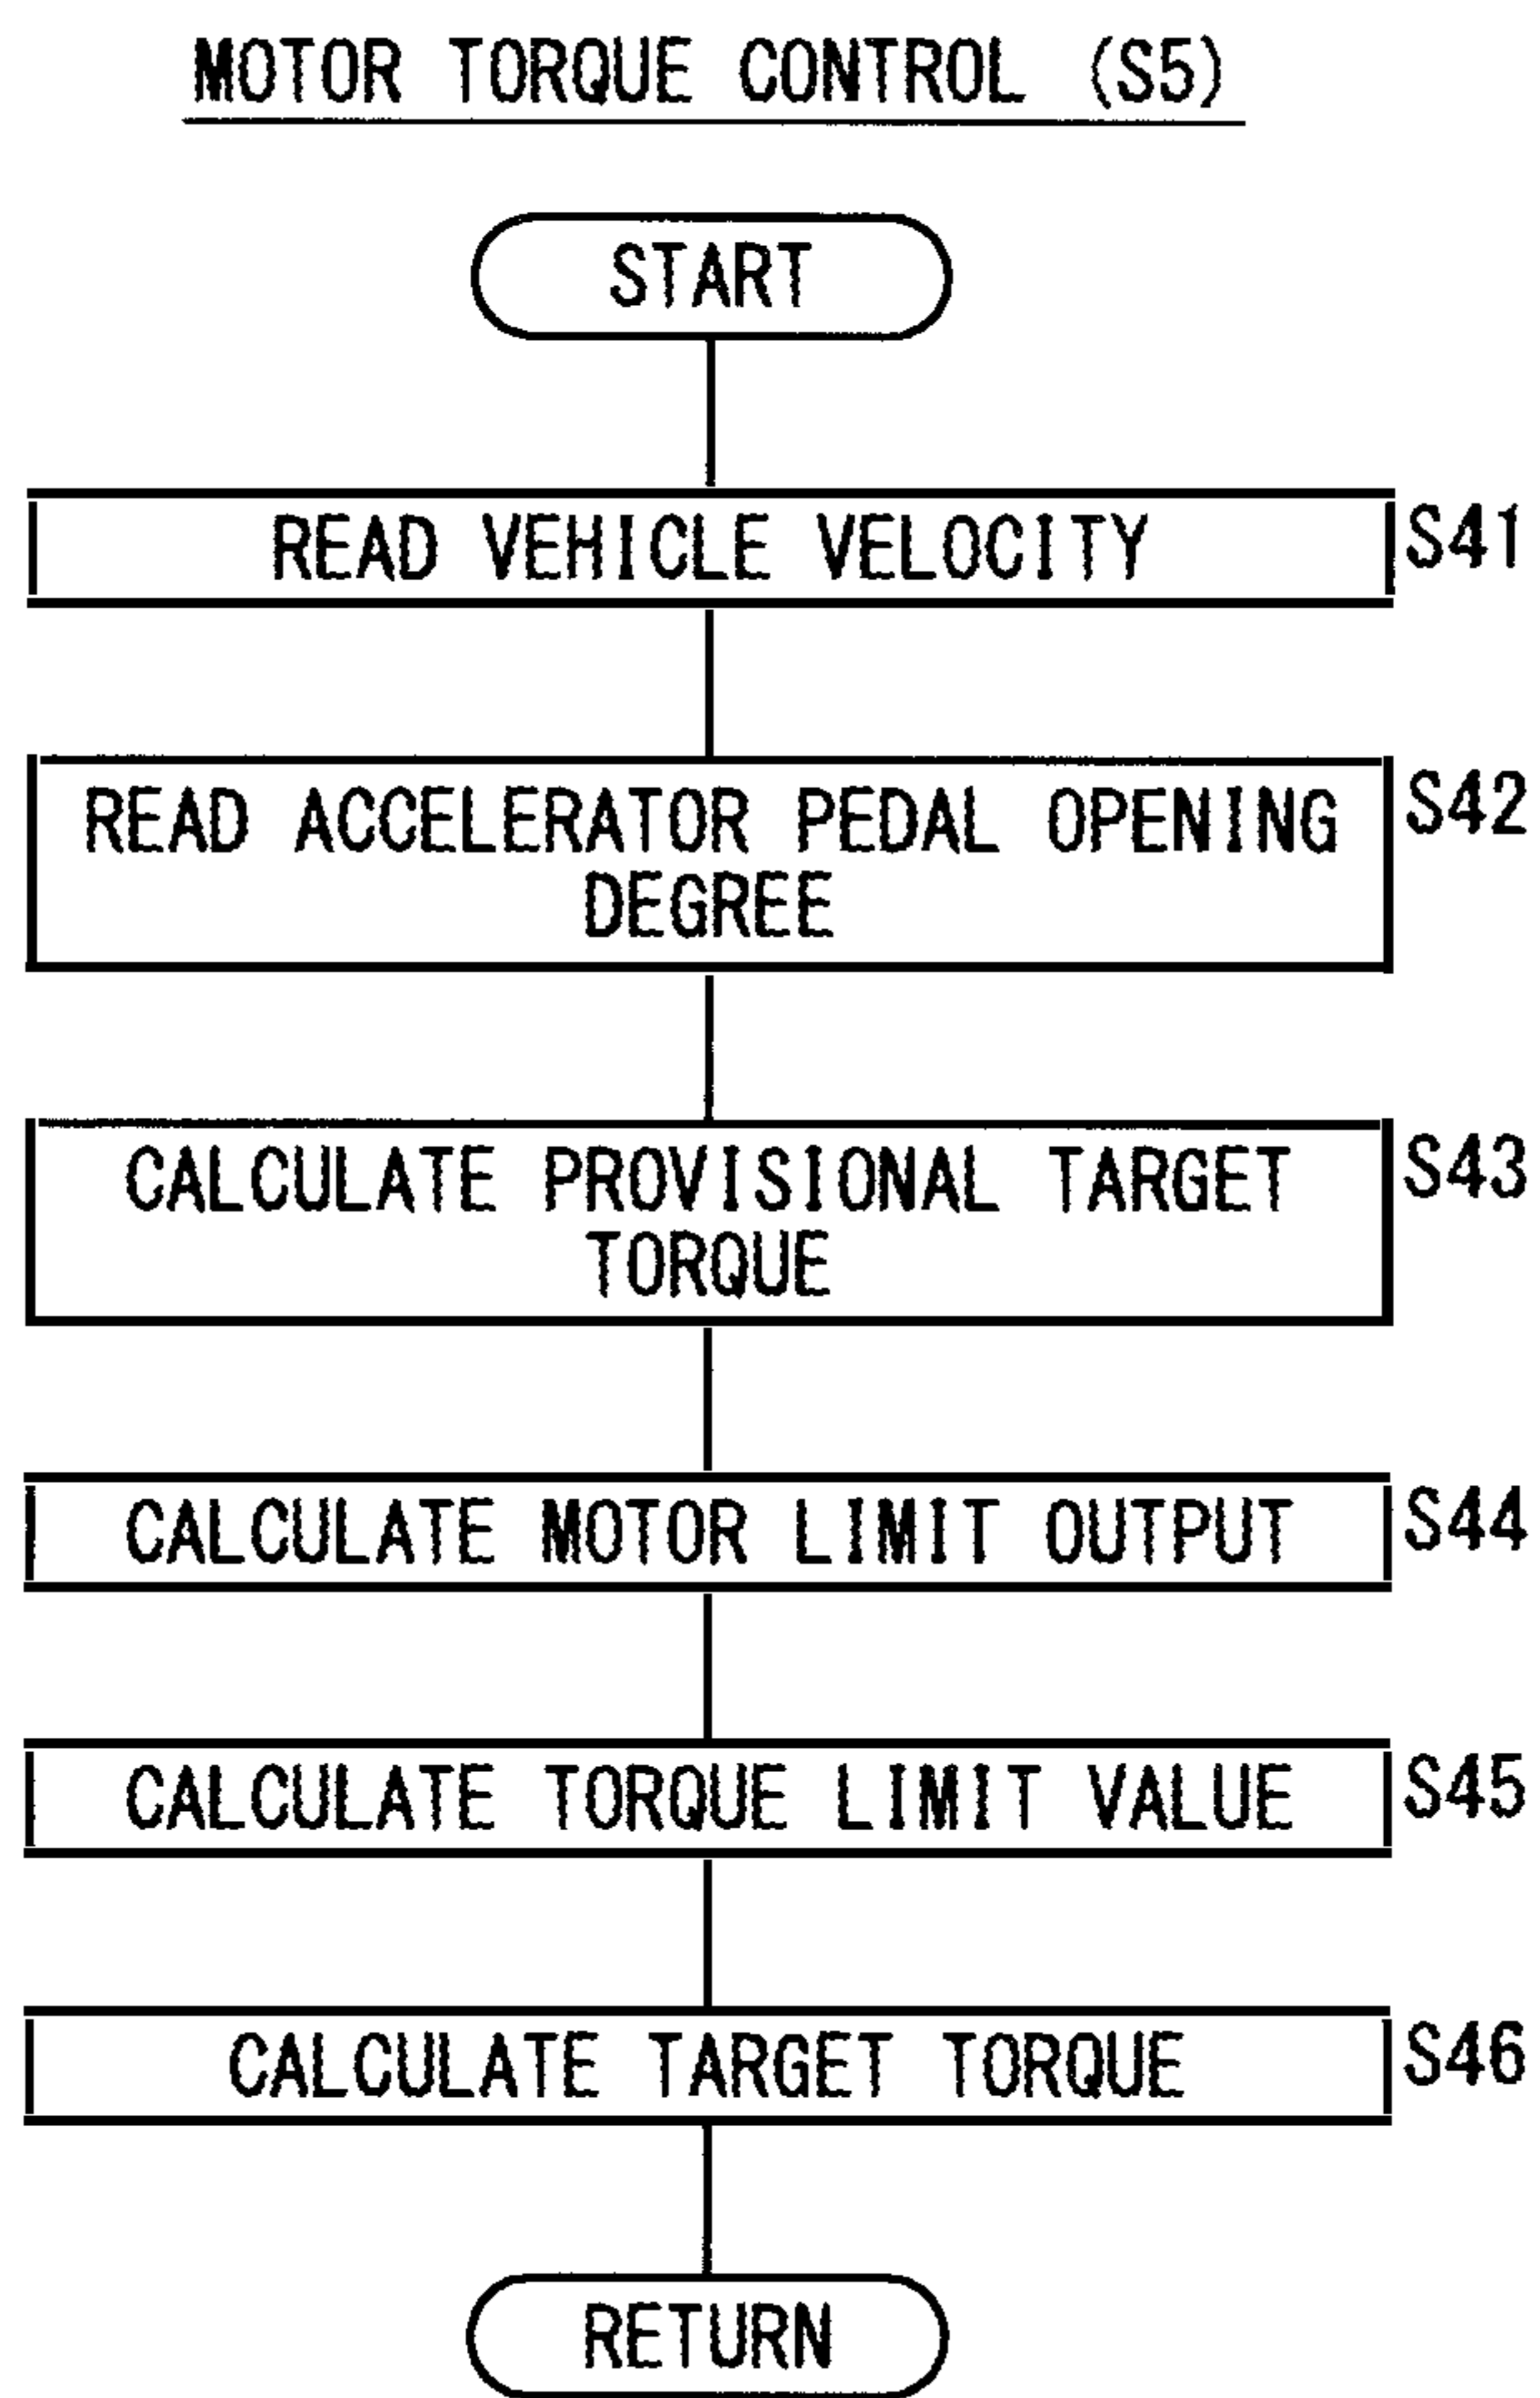 MOTOR TORQUE CONTROL (S5)
START
READ VEHICLE VELOCITY
S41
READ ACCELERATOR PEDAL OPENING
DEGREE
S42
CALCULATE PROVISIONAL TARGET
TORQUE
S43
CALCULATE MOTOR LIMIT OUTPUT
S44
CALCULATE TORQUE LIMIT VALUE
S45
CALCULATE TARGET TORQUE
S46
RETURN